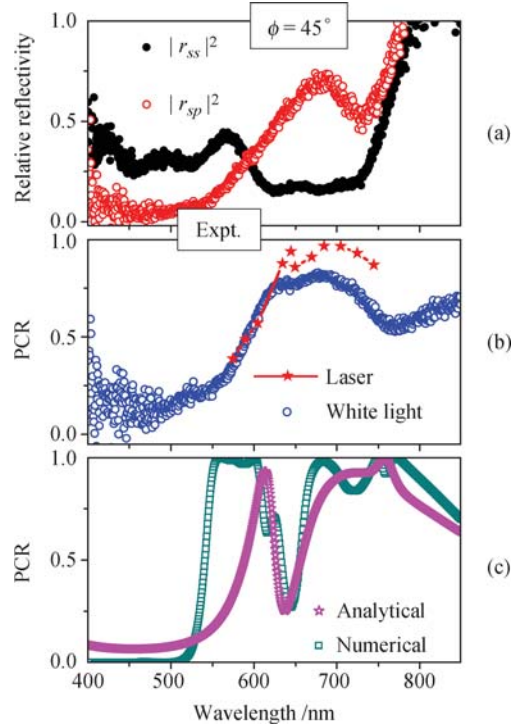 1.0
ϕ = 45°
| r_ss |²
| r_sp |²
Relative reflectivity
0.5
0.0
(a)
Expt.
1.0
PCR
0.5
Laser
White light
0.0
(b)
1.0
PCR
0.5
Analytical
Numerical
0.0
(c)
400 500 600 700 800
Wavelength /nm